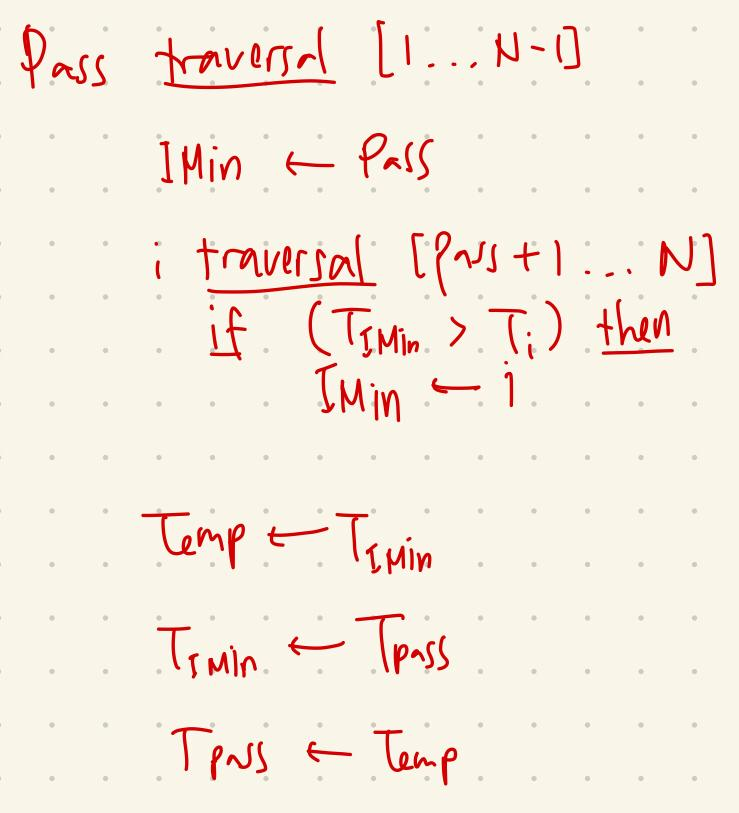 Pass traversal [1... N-1]
IMin ← Pass
i traversal [Pass+1... N]
if (T_IMin > T_i) then
IMin ← i
Temp ← T_IMin
T_IMin ← T_pass
T_pass ← Temp